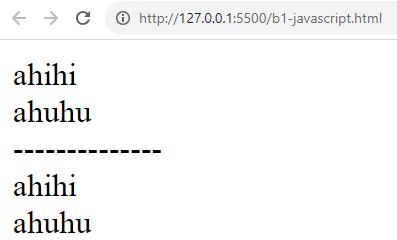 http://127.0.0.1:5500/b1-javascript.html
ahihi
ahuhu
--------------
ahihi
ahuhu